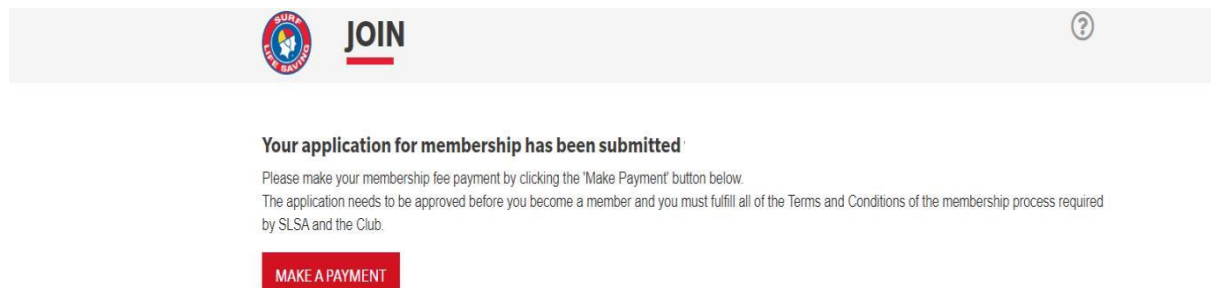 SURF
LIFE SAVING
JOIN
?
Your application for membership has been submitted
Please make your membership fee payment by clicking the 'Make Payment' button below.
The application needs to be approved before you become a member and you must fulfill all of the Terms and Conditions of the membership process required
by SLSA and the Club.
MAKE A PAYMENT